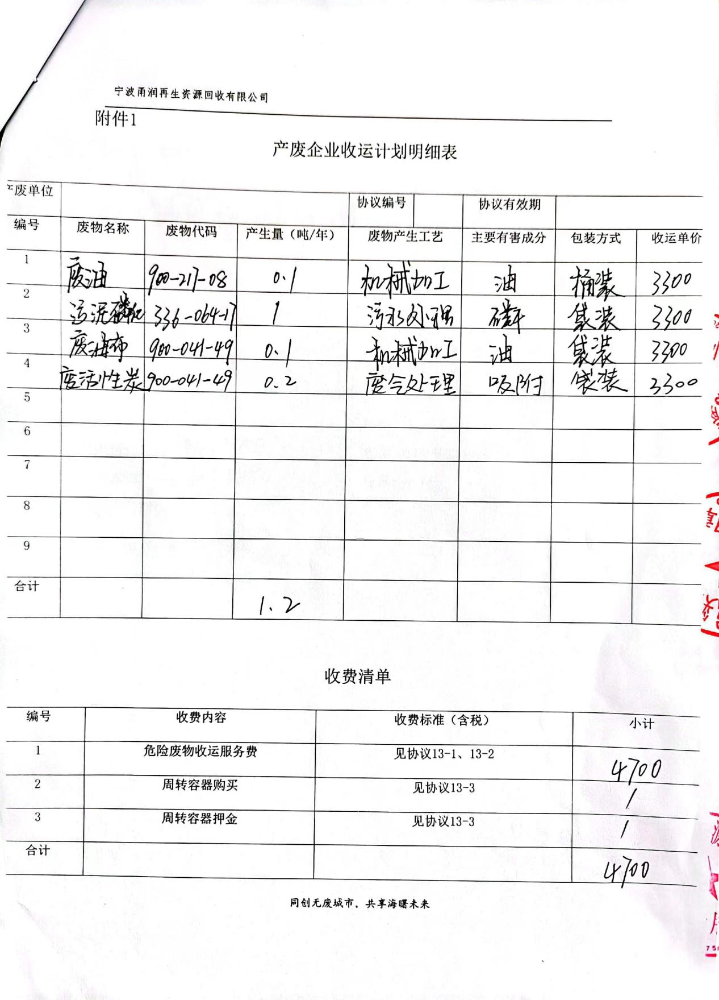 宁波甬润再生资源回收有限公司
附件1
产废企业收运计划明细表
产废单位 协议编号 协议有效期
编号 废物名称 废物代码 产生量（吨/年） 废物产生工艺 主要有害成分 包装方式 收运单价
1 废油 900-217-08 0.1 机械加工 油 桶装 3300
2 污泥磷化 336-064-17 1 污水处理 磷 袋装 3300
3 废油布 900-041-49 0.1 机械加工 油 袋装 3300
4 废活性炭 900-041-49 0.2 废气处理 吸附 袋装 3300
5
6
7
8
9
合计 1.2
收费清单
编号 收费内容 收费标准（含税） 小计
1 危险废物收运服务费 见协议13-1、13-2 4700
2 周转容器购买 见协议13-3 /
3 周转容器押金 见协议13-3 /
合计 4700
同创无废城市、共享海曙未来